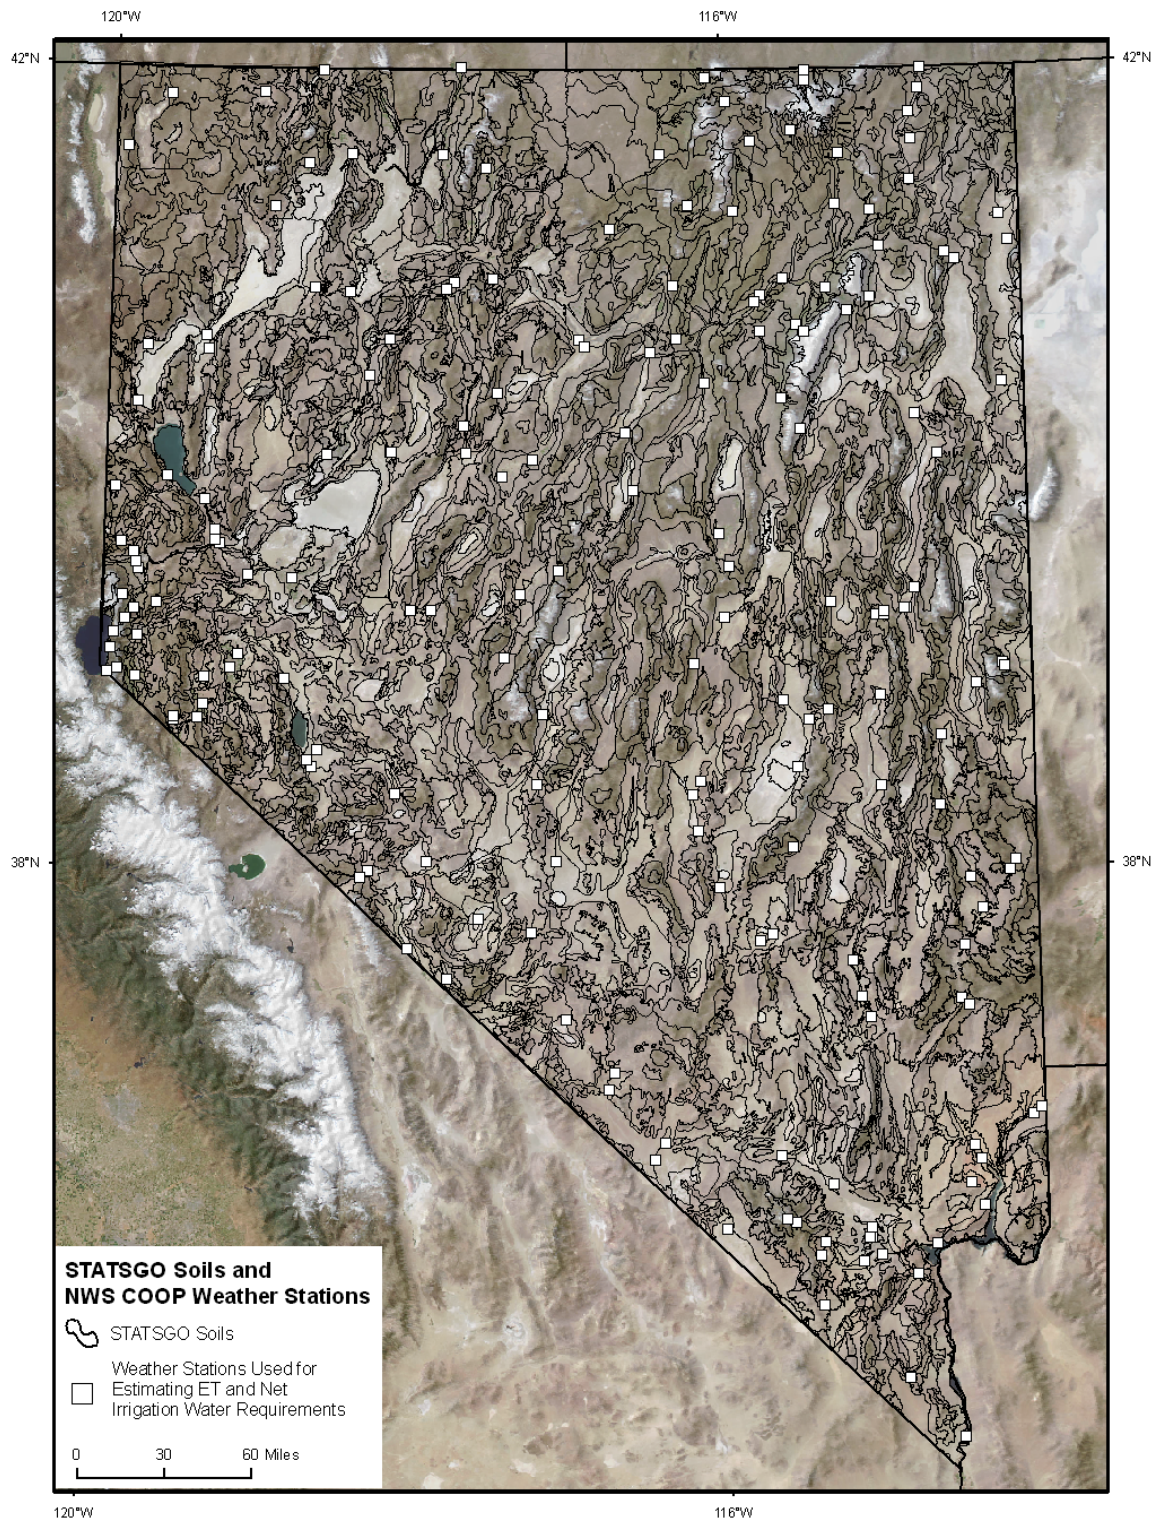 120°W
116°W
42°N
42°N
38°N
38°N
STATSGO Soils and
NWS COOP Weather Stations
STATSGO Soils
Weather Stations Used for
Estimating ET and Net
Irrigation Water Requirements
0 30 60 Miles
120°W
116°W